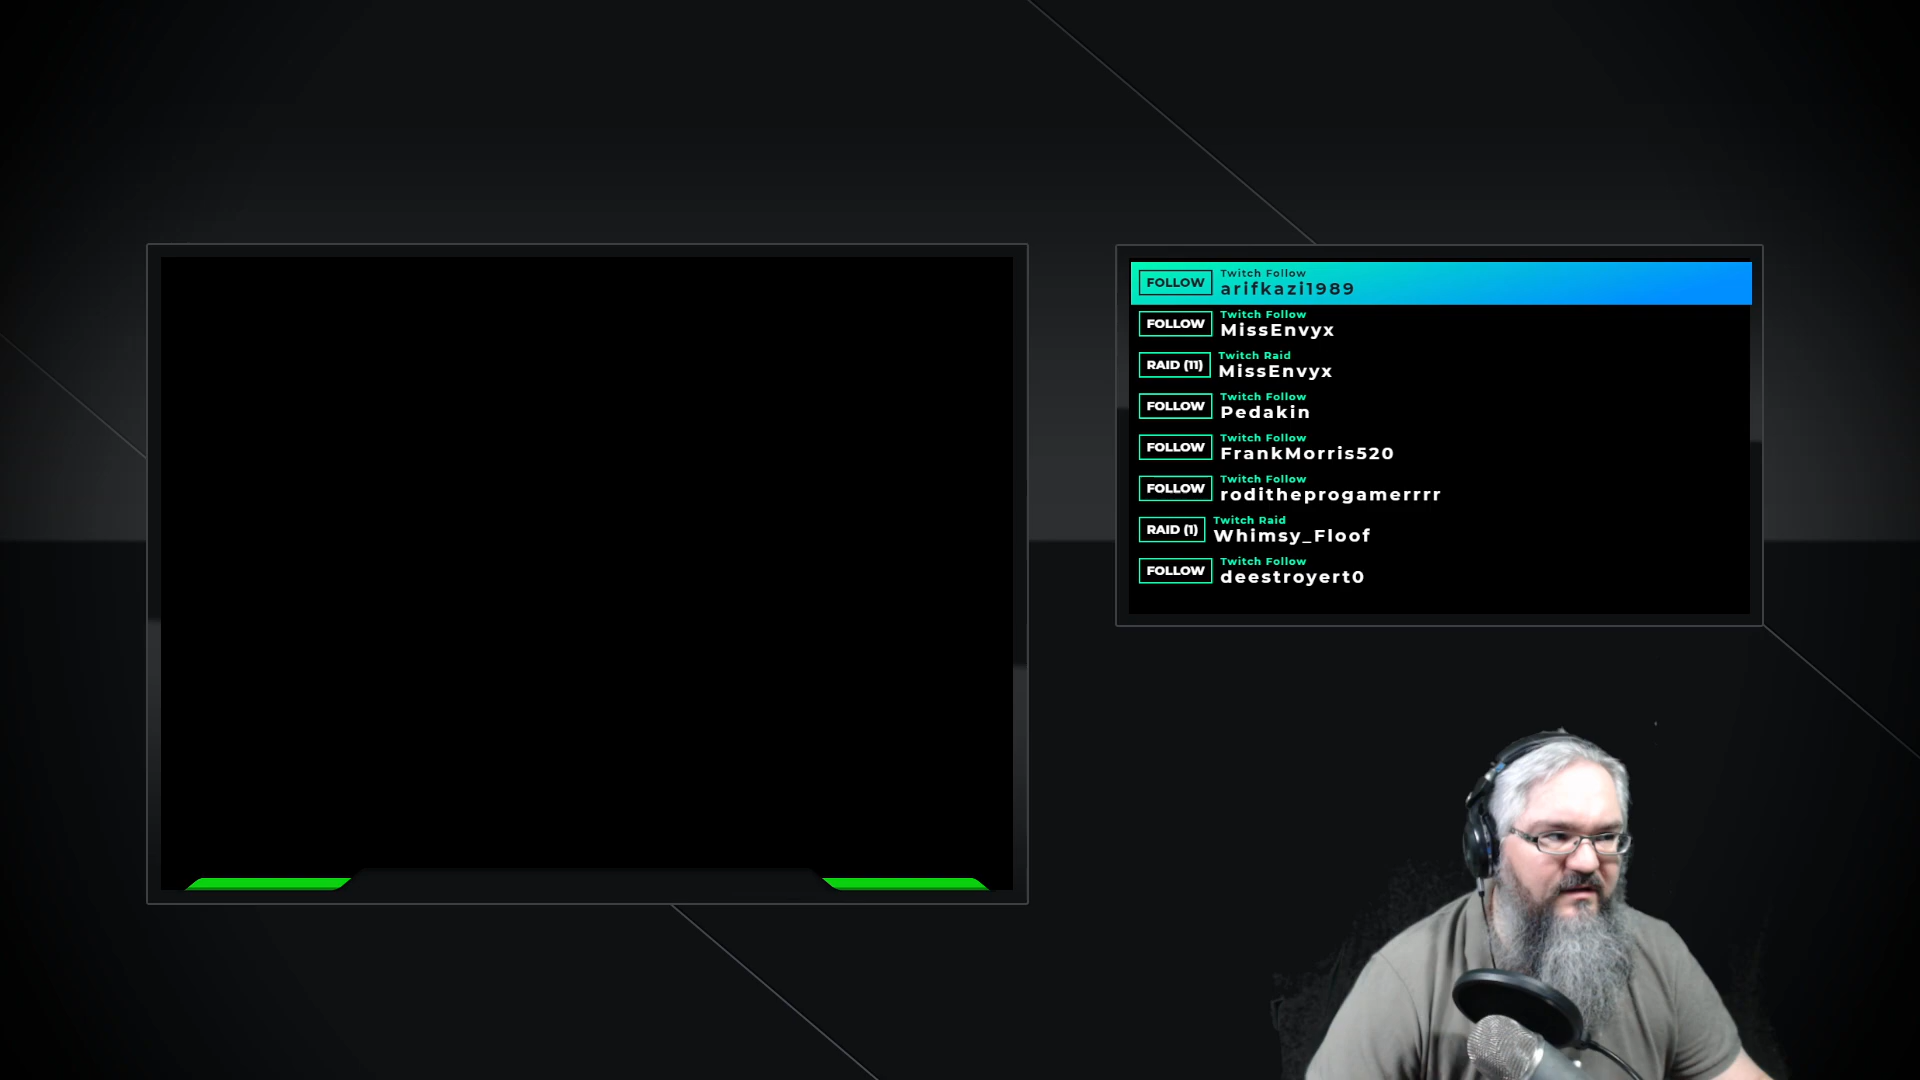 FOLLOW
Twitch Follow
arifkazi1989
FOLLOW
Twitch Follow
MissEnvyx
RAID (11)
Twitch Raid
MissEnvyx
FOLLOW
Twitch Follow
Pedakin
FOLLOW
Twitch Follow
FrankMorris520
FOLLOW
Twitch Follow
roditheprogamerrrr
RAID (1)
Twitch Raid
Whimsy_Floof
FOLLOW
Twitch Follow
deestroyert0